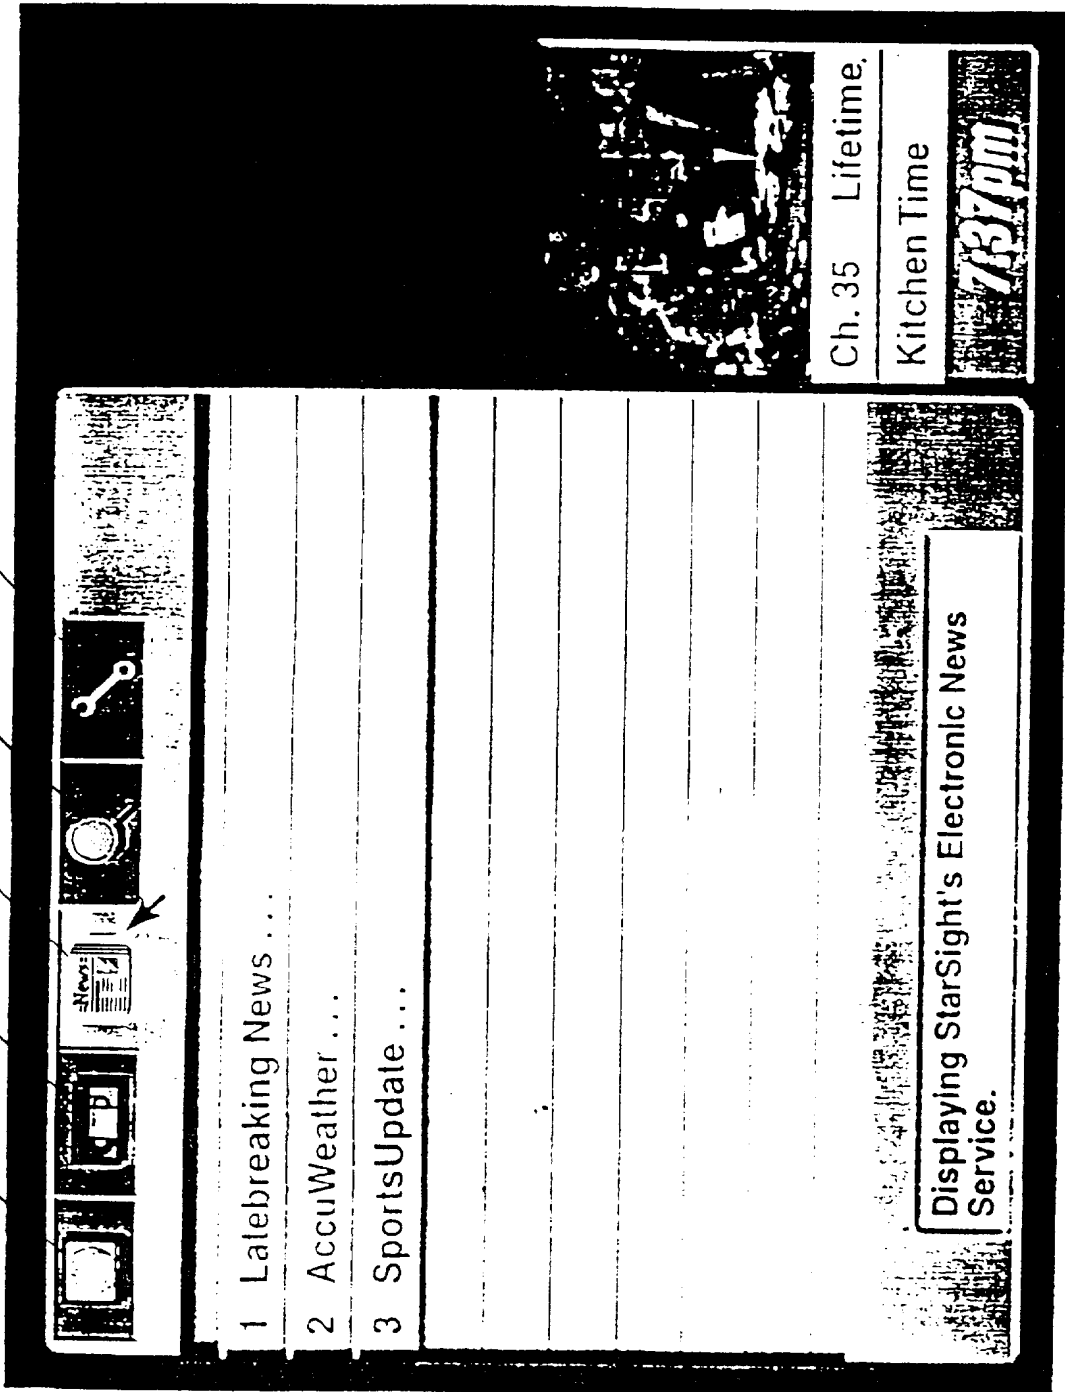 News
1 Latebreaking News...
2 AccuWeather...
3 SportsUpdate...
Displaying StarSight's Electronic News
Service.
Ch. 35 Lifetime,
Kitchen Time
7:37pm